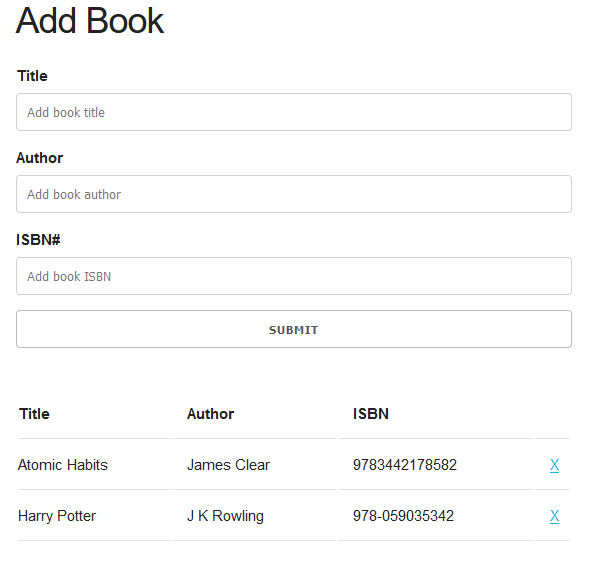 Add Book
Title
Add book title
Author
Add book author
ISBN#
Add book ISBN
SUBMIT
Title Author ISBN
Atomic Habits James Clear 9783442178582 X
Harry Potter J K Rowling 978-059035342 X